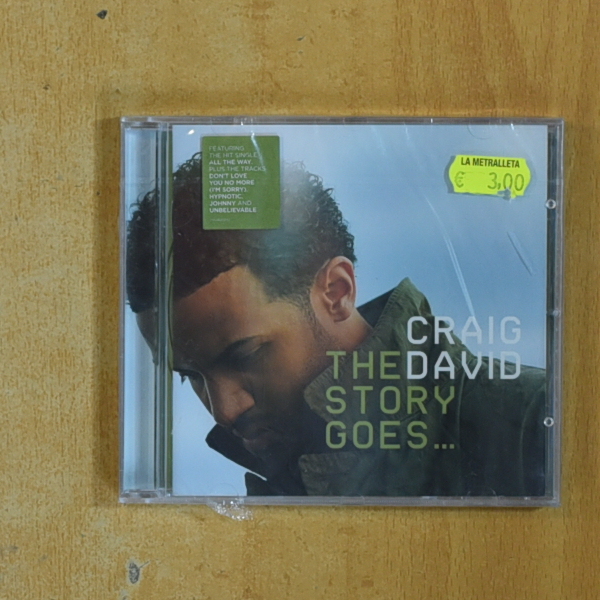 FEATURING
THE HIT SINGLE
ALL THE WAY
PLUS THE TRACKS
DON'T LOVE
YOU NO MORE
(I'M SORRY),
HYPNOTIC,
JOHNNY AND
UNBELIEVABLE
LA METRALLETA
€ 3,00
CRAIG
THE DAVID
STORY
GOES...